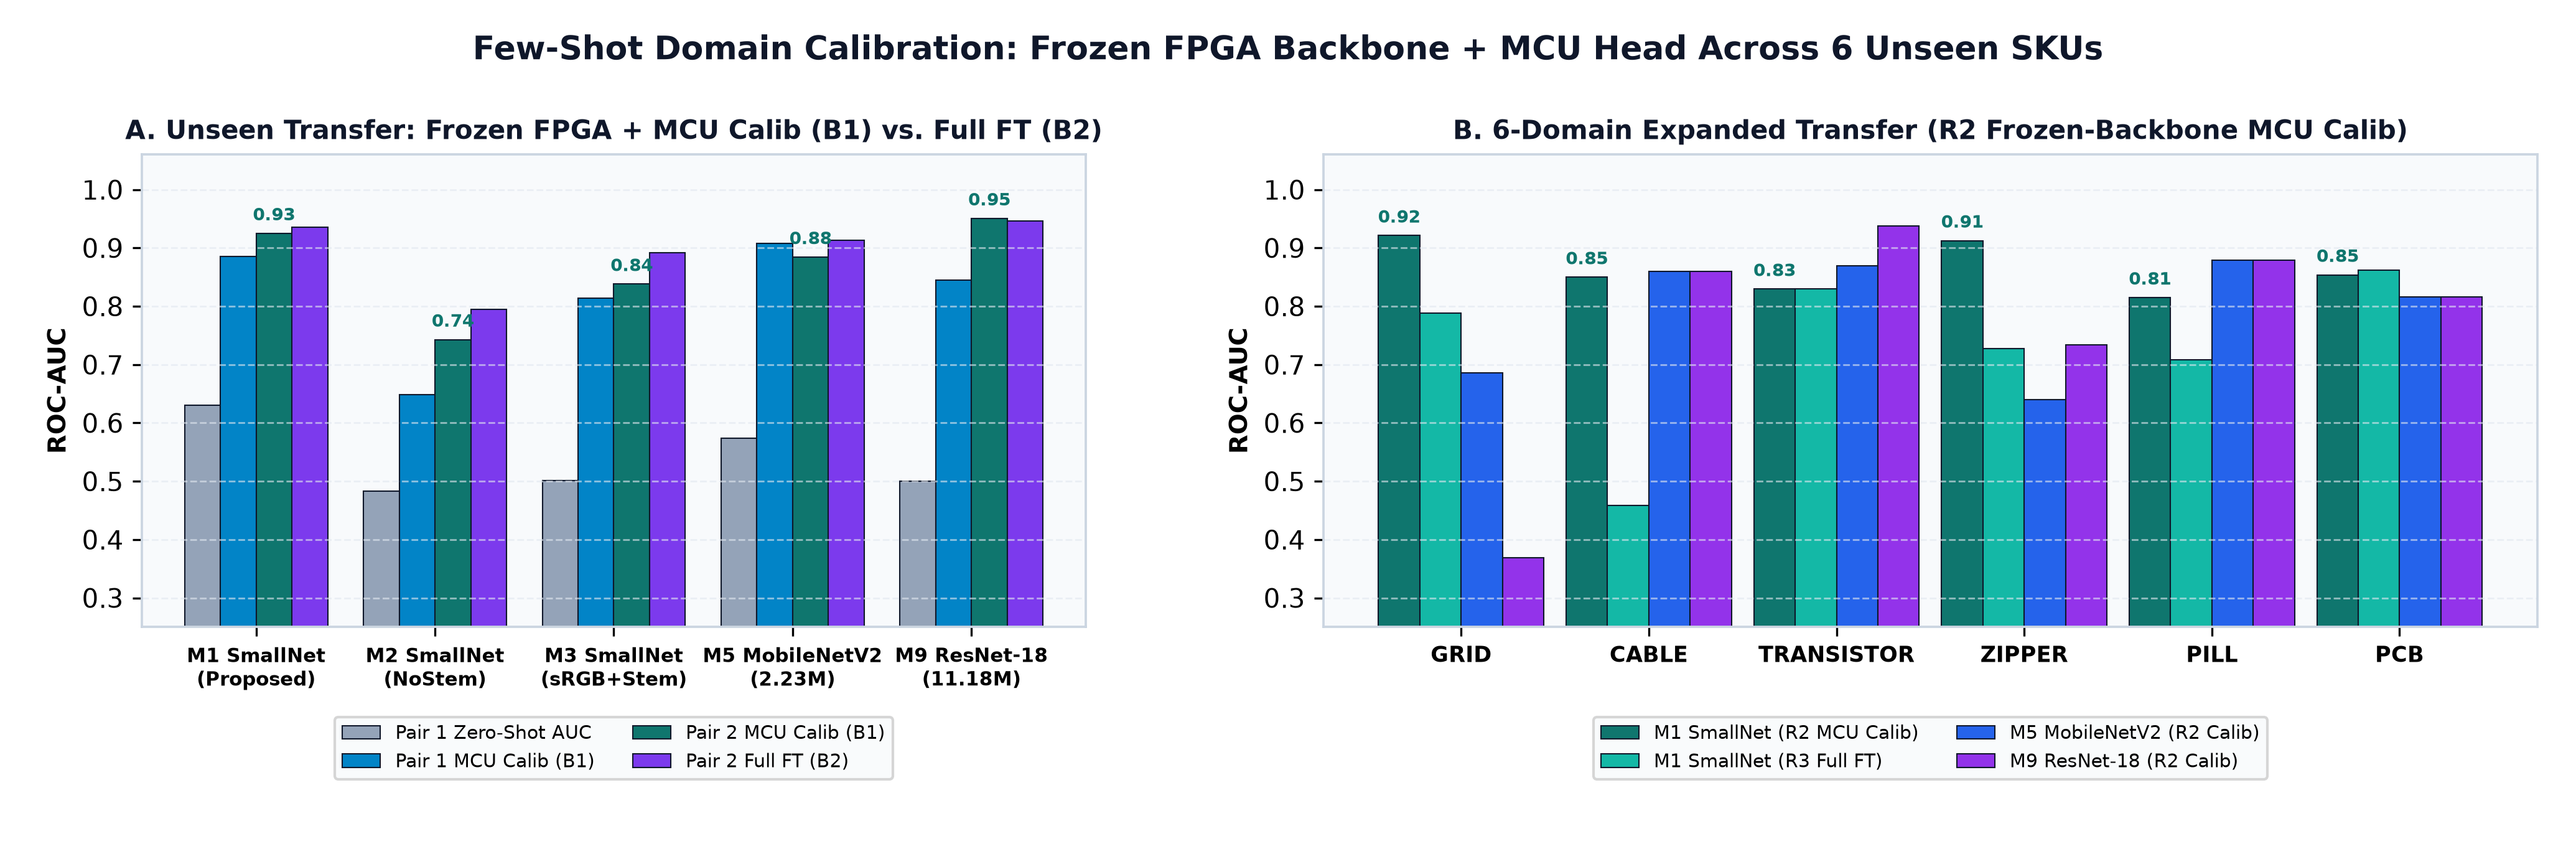 Few-Shot Domain Calibration: Frozen FPGA Backbone + MCU Head Across 6 Unseen SKUs
A. Unseen Transfer: Frozen FPGA + MCU Calib (B1) vs. Full FT (B2)
ROC-AUC
1.0
0.9
0.8
0.7
0.6
0.5
0.4
0.3
0.93
0.74
0.84
0.88
0.95
M1 SmallNet
(Proposed)
M2 SmallNet
(NoStem)
M3 SmallNet
(sRGB+Stem)
M5 MobileNetV2
(2.23M)
M9 ResNet-18
(11.18M)
Pair 1 Zero-Shot AUC
Pair 1 MCU Calib (B1)
Pair 2 MCU Calib (B1)
Pair 2 Full FT (B2)
B. 6-Domain Expanded Transfer (R2 Frozen-Backbone MCU Calib)
ROC-AUC
1.0
0.9
0.8
0.7
0.6
0.5
0.4
0.3
0.92
0.85
0.83
0.91
0.81
0.85
GRID
CABLE
TRANSISTOR
ZIPPER
PILL
PCB
M1 SmallNet (R2 MCU Calib)
M1 SmallNet (R3 Full FT)
M5 MobileNetV2 (R2 Calib)
M9 ResNet-18 (R2 Calib)